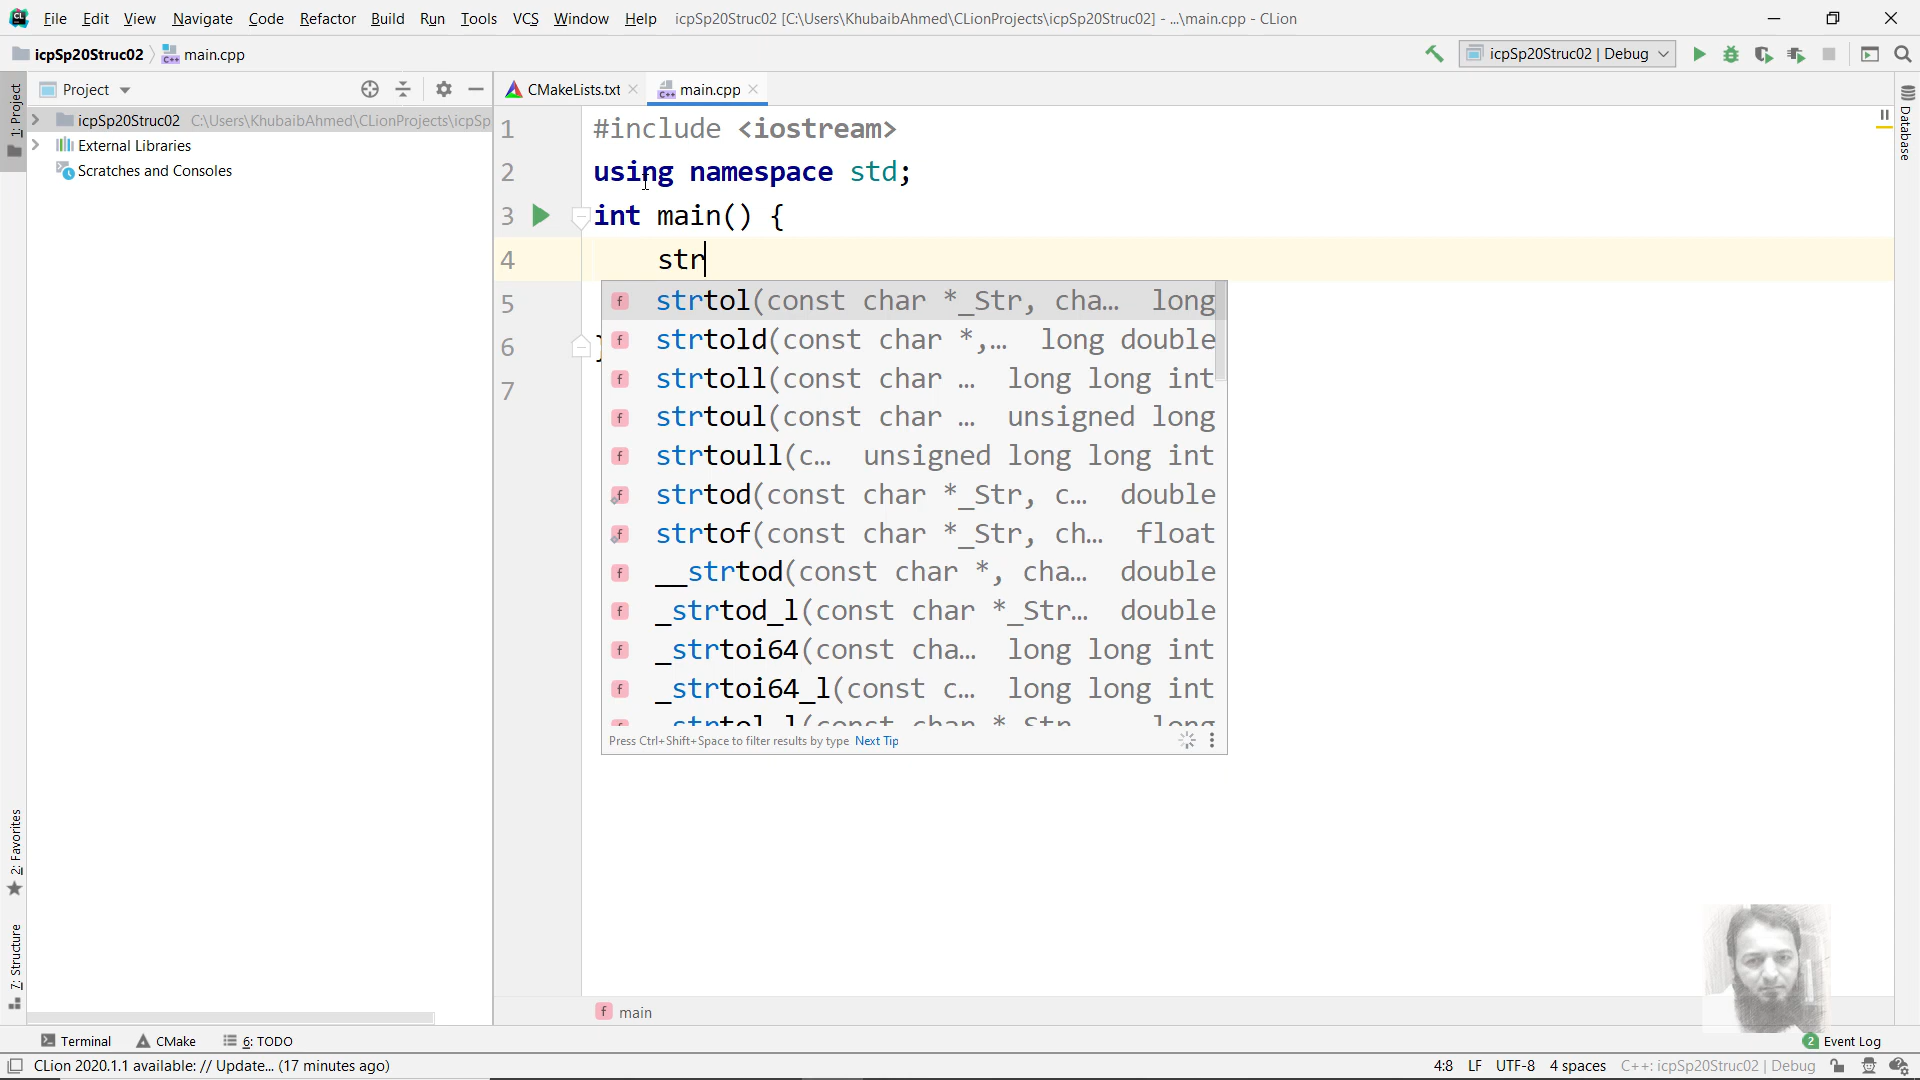 File Edit View Navigate Code Refactor Build Run Tools VCS Window Help icpSp20Struc02 [C:\Users\KhubaibAhmed\CLionProjects\icpSp20Struc02] - ...\main.cpp - CLion
icpSp20Struc02 main.cpp icpSp20Struc02 | Debug
1: Project
Project
CMakeLists.txt main.cpp
icpSp20Struc02 C:\Users\KhubaibAhmed\CLionProjects\icpSp
External Libraries
Scratches and Consoles
Database
1 #include <iostream>
2 using namespace std;
3 int main() {
4 str
5
6 }
7
strtol(const char *_Str, cha… long
strtold(const char *,… long double
strtoll(const char … long long int
strtoul(const char … unsigned long
strtoull(c… unsigned long long int
strtod(const char *_Str, c… double
strtof(const char *_Str, ch… float
__strtod(const char *, cha… double
_strtod_l(const char *_Str… double
_strtoi64(const cha… long long int
_strtoi64_l(const c… long long int
_strtol_l(const char *_Str… long
Press Ctrl+Shift+Space to filter results by type Next Tip
2: Favorites
7: Structure
f main
Terminal CMake 6: TODO 2 Event Log
CLion 2020.1.1 available: // Update... (17 minutes ago) 4:8 LF UTF-8 4 spaces C++: icpSp20Struc02 | Debug